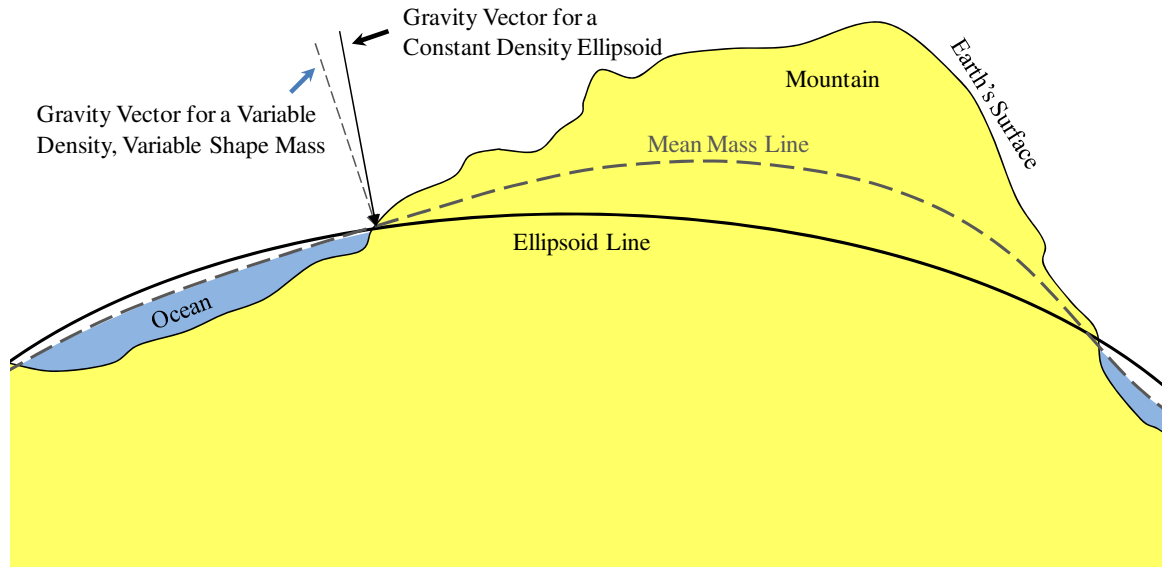 Gravity Vector for a
Constant Density Ellipsoid
Gravity Vector for a Variable
Density, Variable Shape Mass
Mountain
Earth's Surface
Mean Mass Line
Ellipsoid Line
Ocean